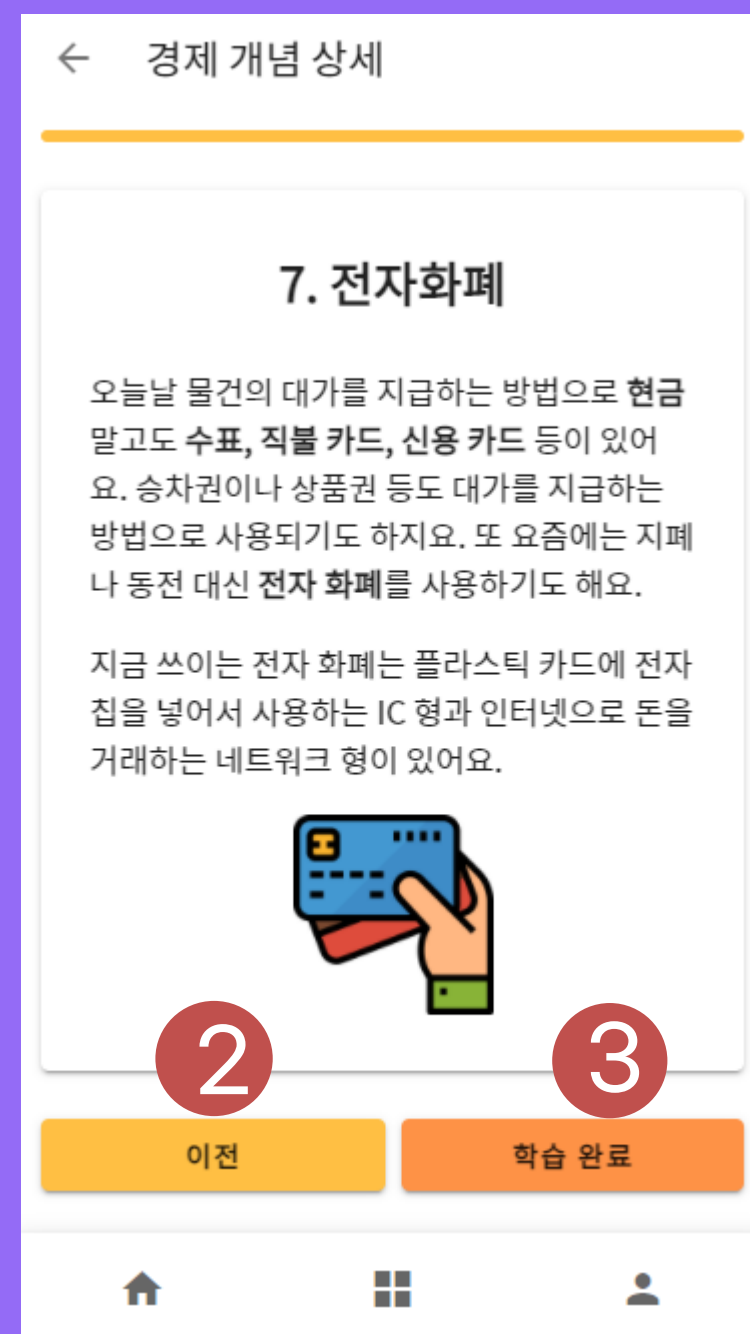 경제 개념 상세
7. 전자화폐
오늘날 물건의 대가를 지급하는 방법으로 현금
말고도 수표, 직불 카드, 신용 카드 등이 있어
요. 승차권이나 상품권 등도 대가를 지급하는
방법으로 사용되기도 하지요. 또 요즘에는 지폐
나 동전 대신 전자 화폐를 사용하기도 해요.
지금 쓰이는 전자 화폐는 플라스틱 카드에 전자
칩을 넣어서 사용하는 IC 형과 인터넷으로 돈을
거래하는 네트워크 형이 있어요.
2 3
이전 학습 완료